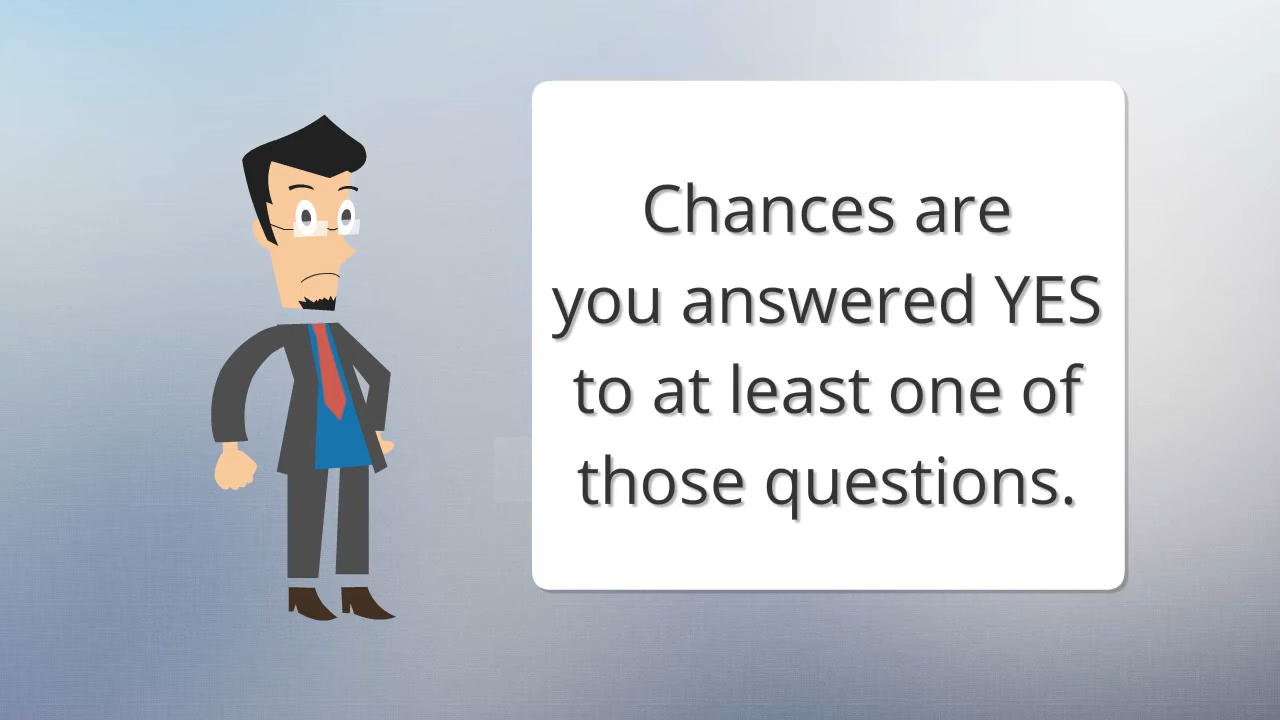 Chances are
you answered YES
to at least one of
those questions.